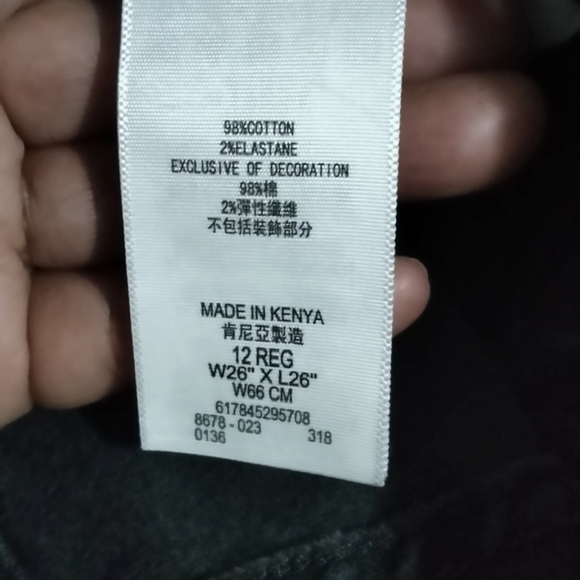 98%COTTON
2%ELASTANE
EXCLUSIVE OF DECORATION
98%棉
2%彈性纖維
不包括裝飾部分
MADE IN KENYA
肯尼亞製造
12 REG
W26" X L26"
W66 CM
617845295708
8678-023
0136 318